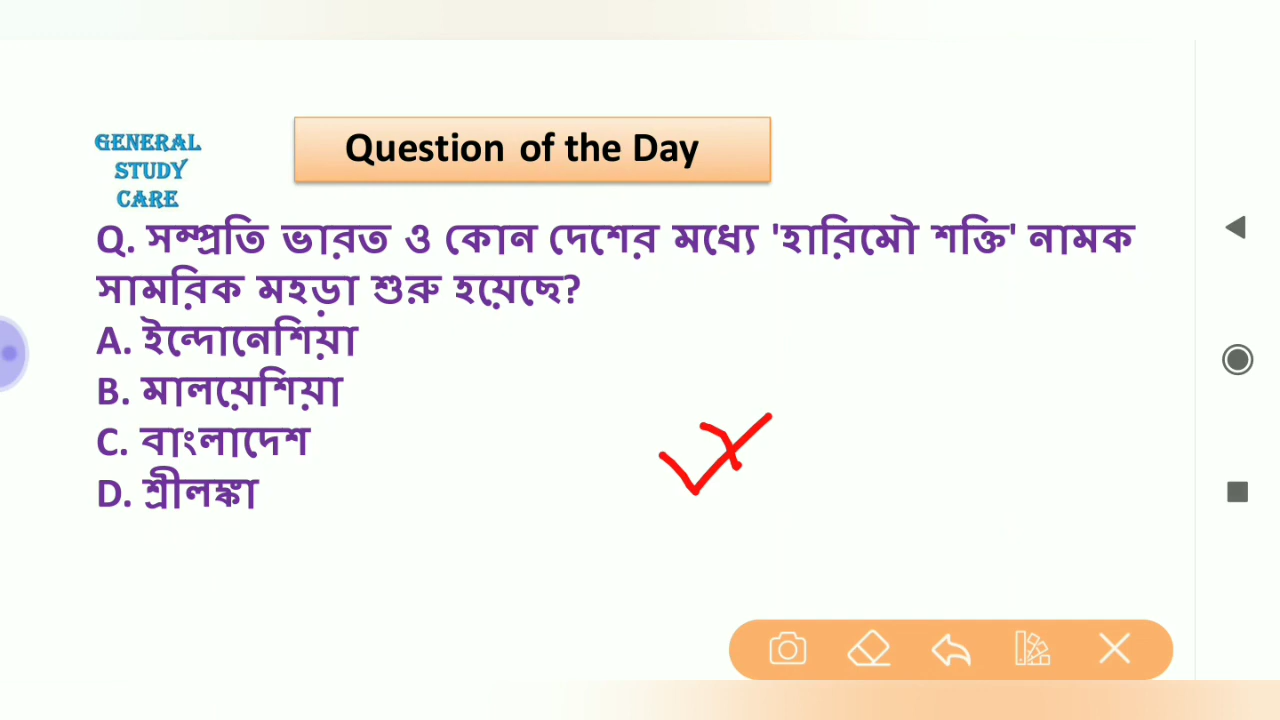 GENERAL
STUDY
CARE
Question of the Day
Q. সম্প্রতি ভারত ও কোন দেশের মধ্যে 'হারিমৌ শক্তি' নামক
সামরিক মহড়া শুরু হয়েছে?
A. ইন্দোনেশিয়া
B. মালয়েশিয়া
C. বাংলাদেশ
D. শ্রীলঙ্কা